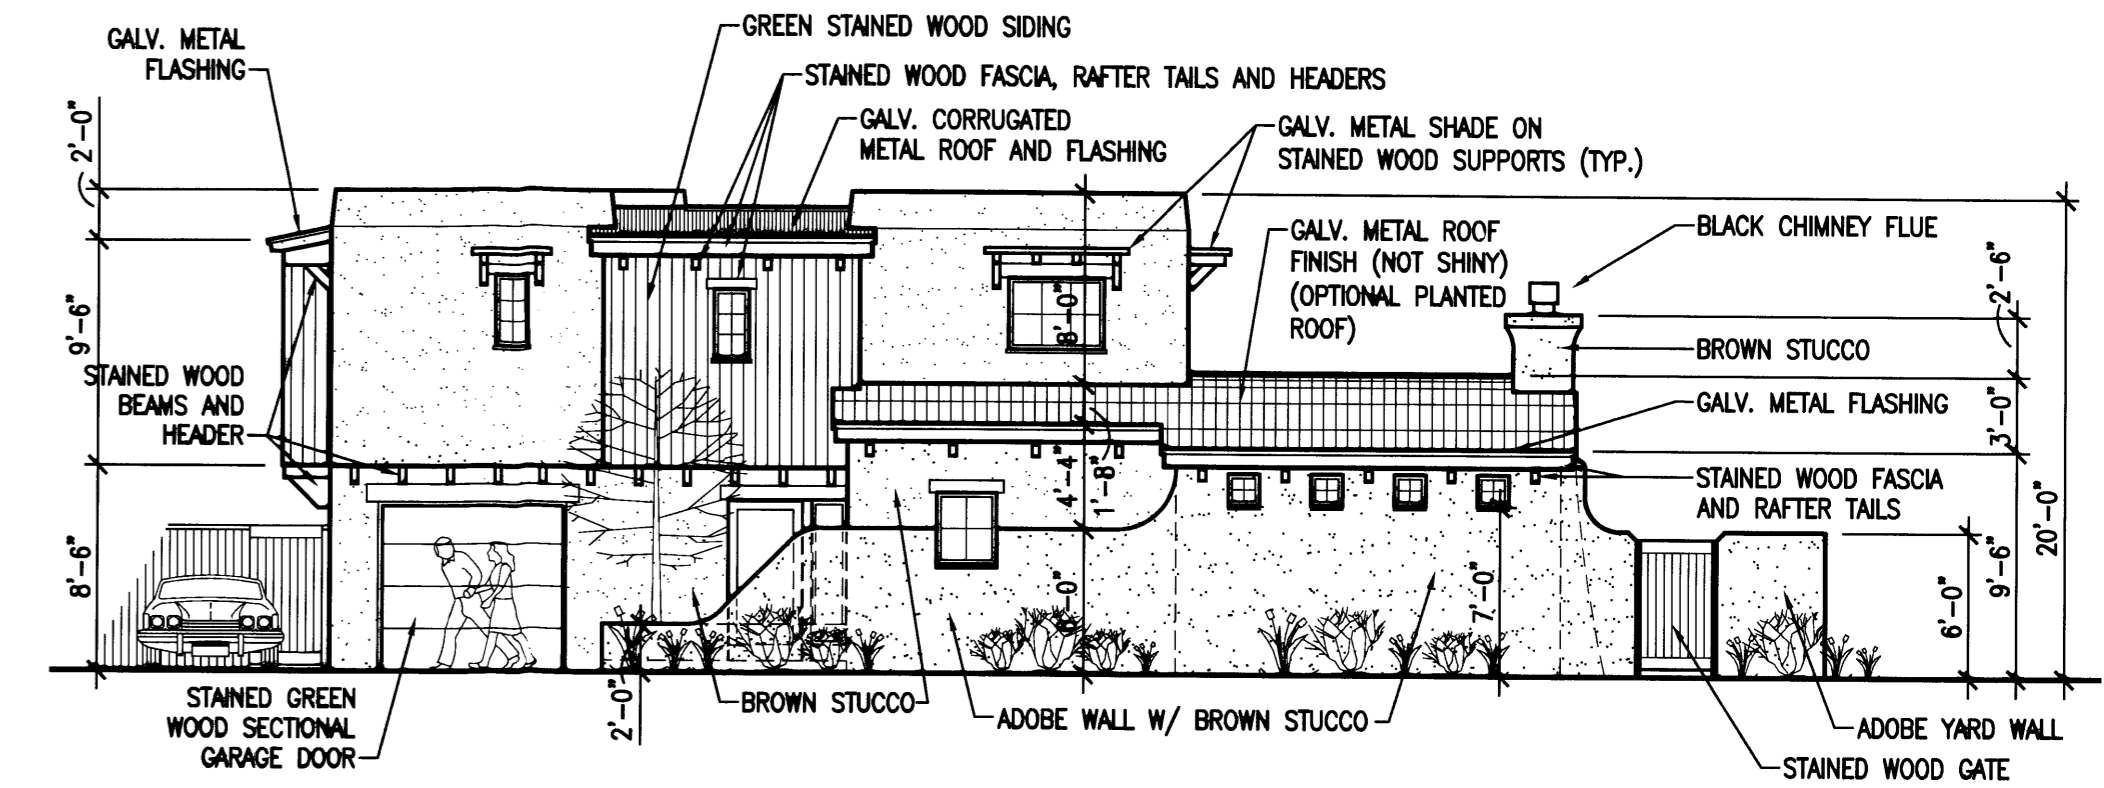 GREEN STAINED WOOD SIDING
GALV. METAL
FLASHING
STAINED WOOD FASCIA, RAFTER TAILS AND HEADERS
GALV. CORRUGATED
METAL ROOF AND FLASHING
GALV. METAL SHADE ON
STAINED WOOD SUPPORTS (TYP.)
GALV. METAL ROOF
FINISH (NOT SHINY)
(OPTIONAL PLANTED
ROOF)
BLACK CHIMNEY FLUE
BROWN STUCCO
GALV. METAL FLASHING
STAINED WOOD FASCIA
AND RAFTER TAILS
2'-0"
9'-6"
8'-6"
STAINED WOOD
BEAMS AND
HEADER
8'-0"
4'-4"
1'-8"
6'-0"
7'-0"
2'-6"
3'-0"
9'-6"
6'-0"
20'-0"
STAINED GREEN
WOOD SECTIONAL
GARAGE DOOR
2'-0"
BROWN STUCCO
ADOBE WALL W/ BROWN STUCCO
ADOBE YARD WALL
STAINED WOOD GATE